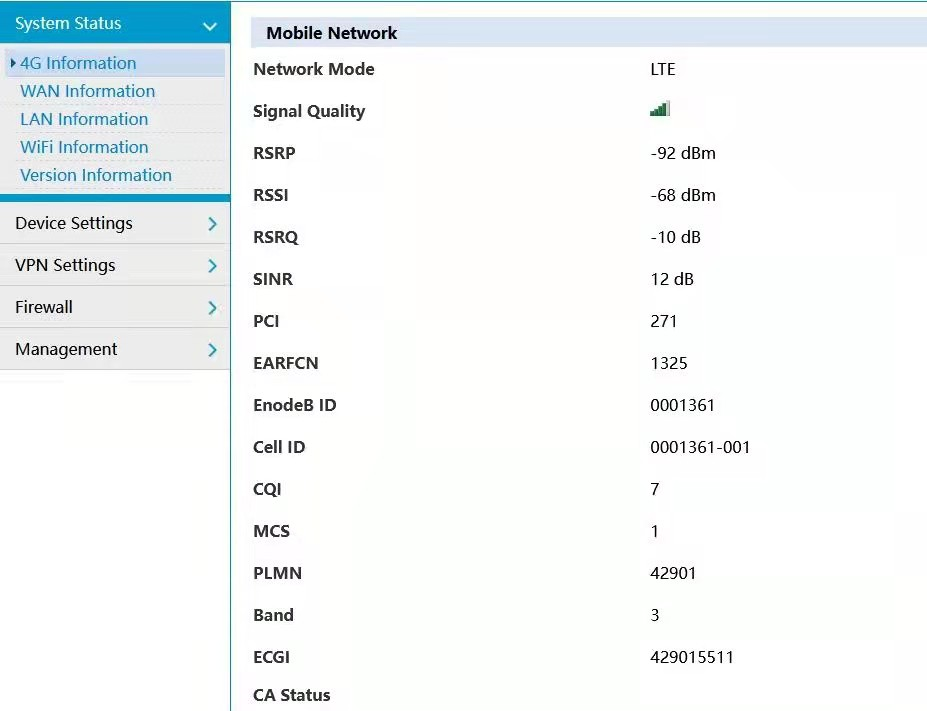 System Status
4G Information
WAN Information
LAN Information
WiFi Information
Version Information
Device Settings
VPN Settings
Firewall
Management
Mobile Network
Network Mode LTE
Signal Quality
RSRP -92 dBm
RSSI -68 dBm
RSRQ -10 dB
SINR 12 dB
PCI 271
EARFCN 1325
EnodeB ID 0001361
Cell ID 0001361-001
CQI 7
MCS 1
PLMN 42901
Band 3
ECGI 429015511
CA Status